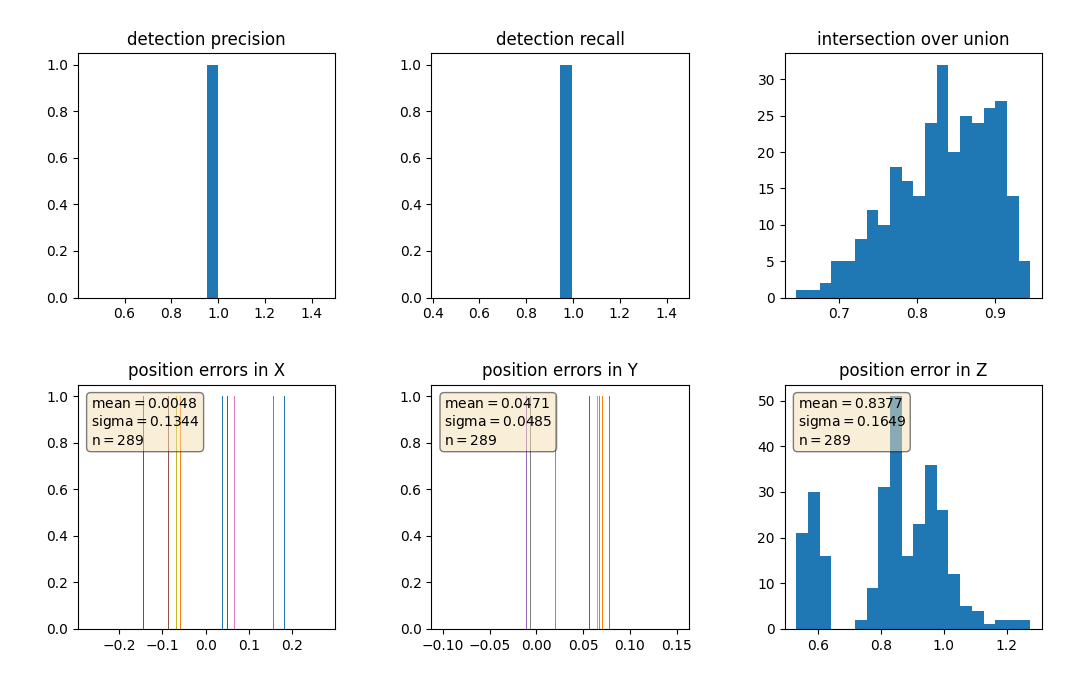 detection precision
detection recall
intersection over union
1.0
0.8
0.6
0.4
0.2
0.0
0.6 0.8 1.0 1.2 1.4
1.0
0.8
0.6
0.4
0.2
0.0
0.4 0.6 0.8 1.0 1.2 1.4
30
25
20
15
10
5
0
0.7 0.8 0.9
position errors in X
position errors in Y
position error in Z
1.0
0.8
0.6
0.4
0.2
0.0
mean = 0.0048
sigma = 0.1344
n = 289
−0.2 −0.1 0.0 0.1 0.2
1.0
0.8
0.6
0.4
0.2
0.0
mean = 0.0471
sigma = 0.0485
n = 289
−0.10 −0.05 0.00 0.05 0.10 0.15
50
40
30
20
10
0
mean = 0.8377
sigma = 0.1649
n = 289
0.6 0.8 1.0 1.2